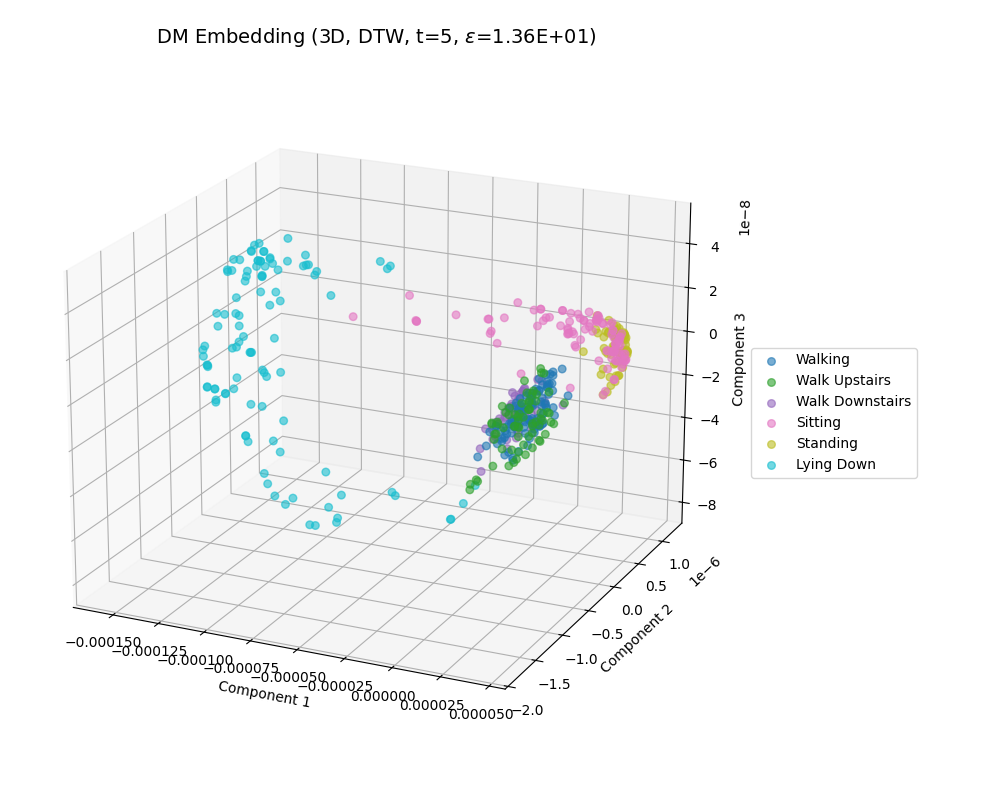 DM Embedding (3D, DTW, t=5, ε=1.36E+01)
1e−8
4
2
0
−2
−4
−6
−8
Component 3
Walking
Walk Upstairs
Walk Downstairs
Sitting
Standing
Lying Down
1e−6
1.0
0.5
0.0
−0.5
−1.0
−1.5
−2.0
Component 2
−0.000150
−0.000125
−0.000100
−0.000075
−0.000050
−0.000025
0.000000
0.000025
0.000050
Component 1